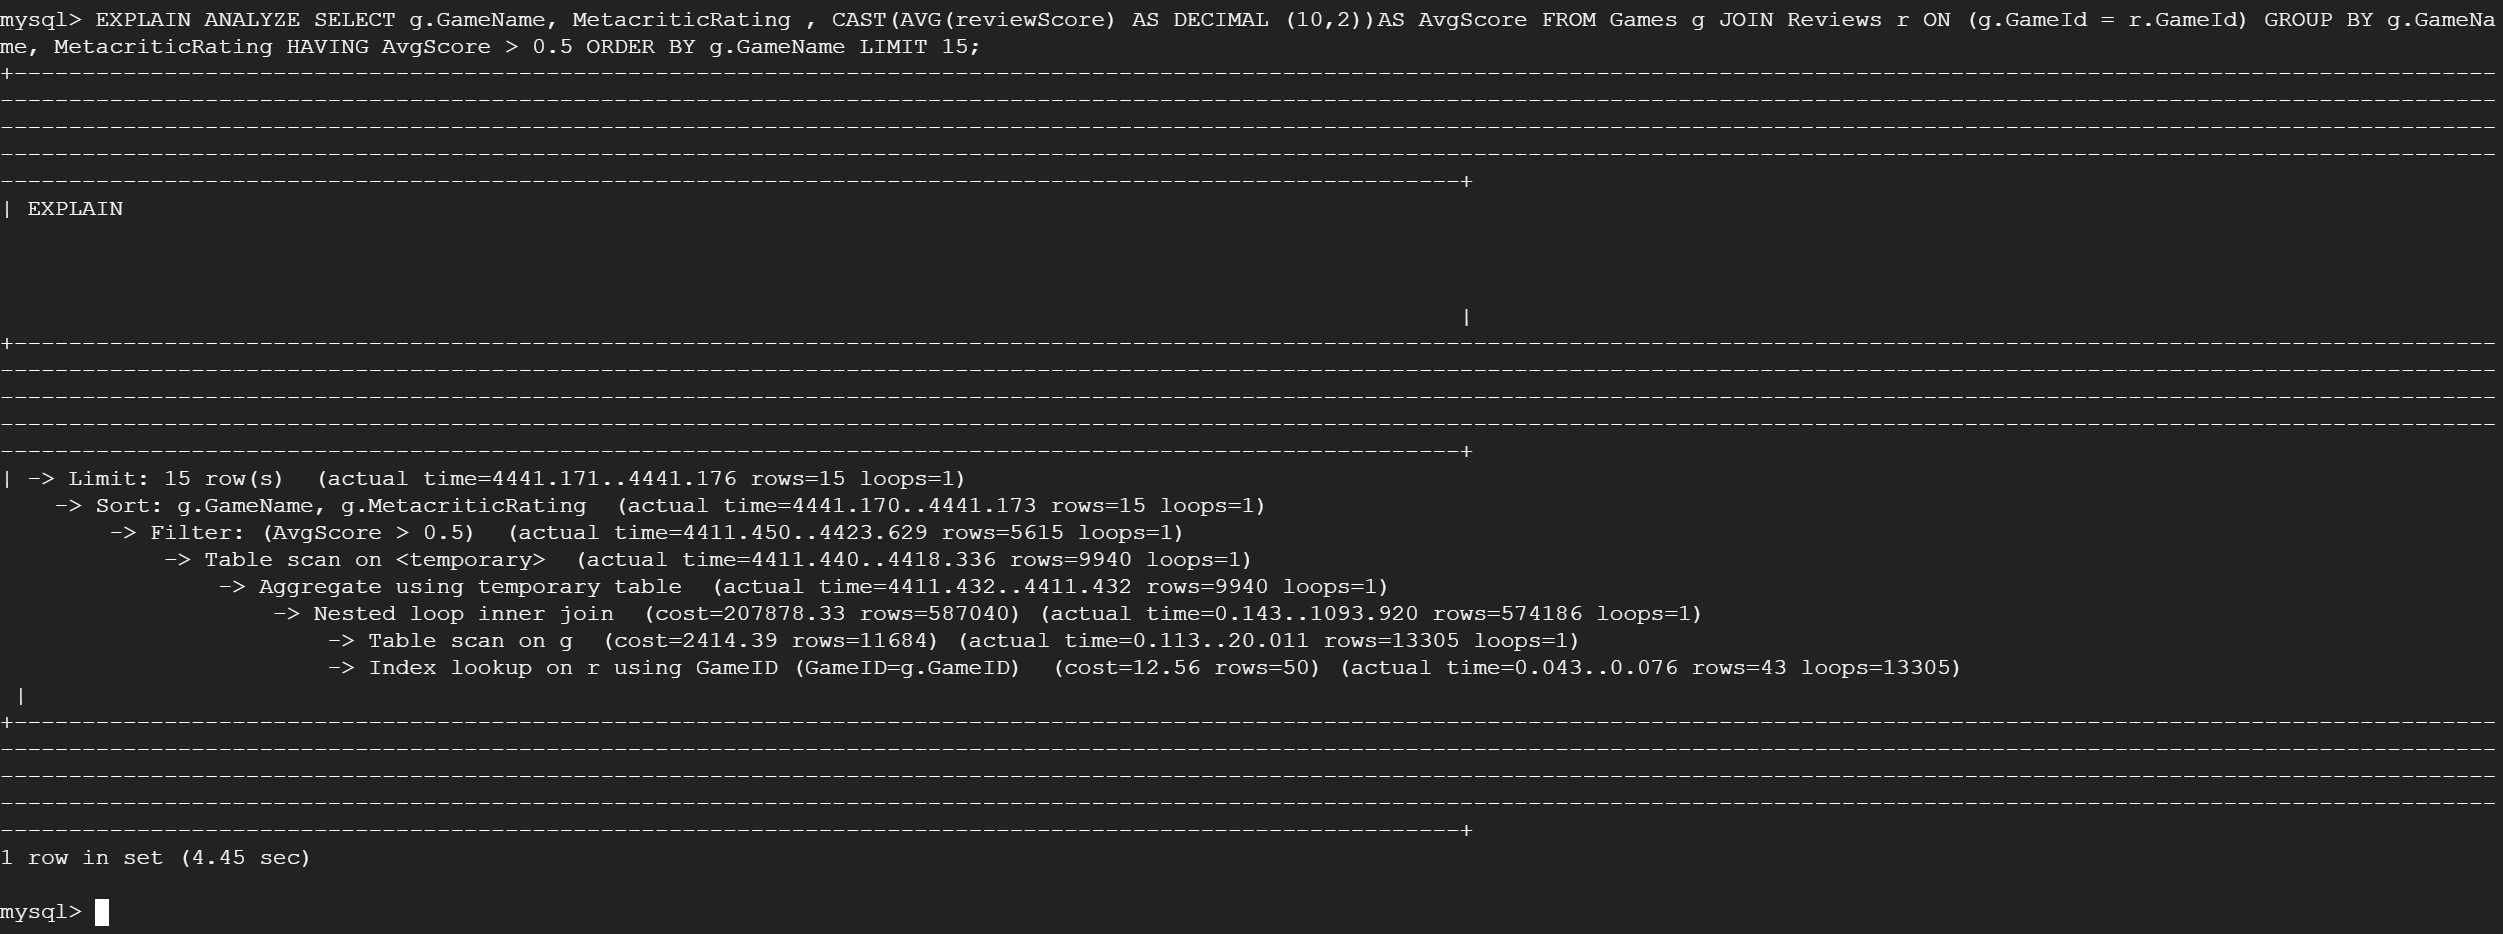 mysql> EXPLAIN ANALYZE SELECT g.GameName, MetacriticRating , CAST(AVG(reviewScore) AS DECIMAL (10,2))AS AvgScore FROM Games g JOIN Reviews r ON (g.GameId = r.GameId) GROUP BY g.GameNa
me, MetacriticRating HAVING AvgScore > 0.5 ORDER BY g.GameName LIMIT 15;
| EXPLAIN
|
| -> Limit: 15 row(s)  (actual time=4441.171..4441.176 rows=15 loops=1)
    -> Sort: g.GameName, g.MetacriticRating  (actual time=4441.170..4441.173 rows=15 loops=1)
        -> Filter: (AvgScore > 0.5)  (actual time=4411.450..4423.629 rows=5615 loops=1)
            -> Table scan on <temporary>  (actual time=4411.440..4418.336 rows=9940 loops=1)
                -> Aggregate using temporary table  (actual time=4411.432..4411.432 rows=9940 loops=1)
                    -> Nested loop inner join  (cost=207878.33 rows=587040) (actual time=0.143..1093.920 rows=574186 loops=1)
                        -> Table scan on g  (cost=2414.39 rows=11684) (actual time=0.113..20.011 rows=13305 loops=1)
                        -> Index lookup on r using GameID (GameID=g.GameID)  (cost=12.56 rows=50) (actual time=0.043..0.076 rows=43 loops=13305)
 |
1 row in set (4.45 sec)
mysql>